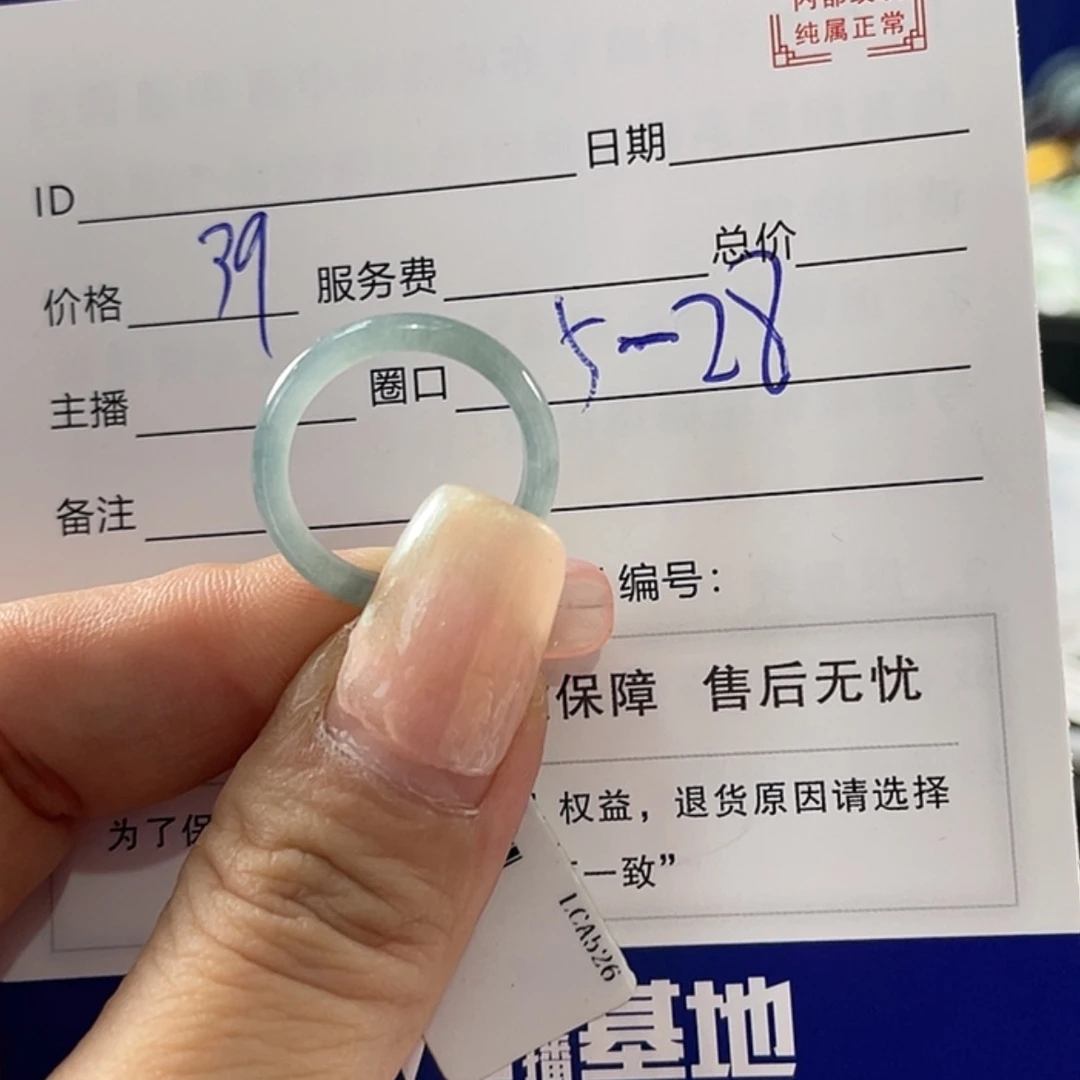 纯属正常
ID 日期
价格 39 服务费 总价
主播 圈口 5-28
备注
编号:
保障 售后无忧
为了保 权益，退货原因请选择
一致”
LCA526
播基地